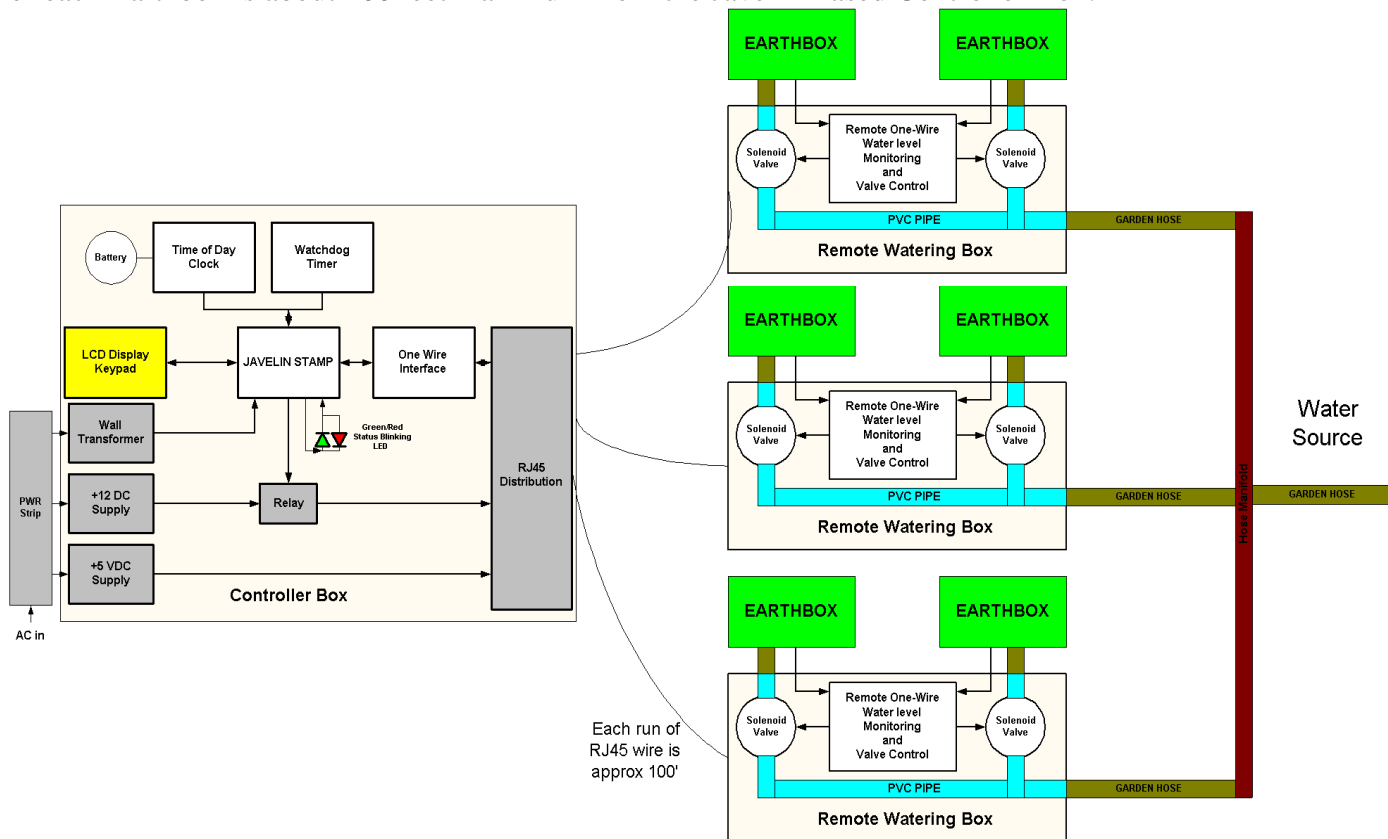 EARTHBOX
EARTHBOX
Solenoid
Valve
Remote One-Wire
Water level
Monitoring
and
Valve Control
Solenoid
Valve
PVC PIPE
GARDEN HOSE
Remote Watering Box
Battery
Time of Day
Clock
Watchdog
Timer
LCD Display
Keypad
JAVELIN STAMP
One Wire
Interface
Wall
Transformer
Green/Red
Status Blinking
LED
PWR
Strip
+12 DC
Supply
Relay
RJ45
Distribution
+5 VDC
Supply
Controller Box
AC in
EARTHBOX
EARTHBOX
Solenoid
Valve
Remote One-Wire
Water level
Monitoring
and
Valve Control
Solenoid
Valve
PVC PIPE
GARDEN HOSE
Remote Watering Box
Water
Source
Hose Manifold
GARDEN HOSE
EARTHBOX
EARTHBOX
Solenoid
Valve
Remote One-Wire
Water level
Monitoring
and
Valve Control
Solenoid
Valve
PVC PIPE
GARDEN HOSE
Remote Watering Box
Each run of
RJ45 wire is
approx 100'